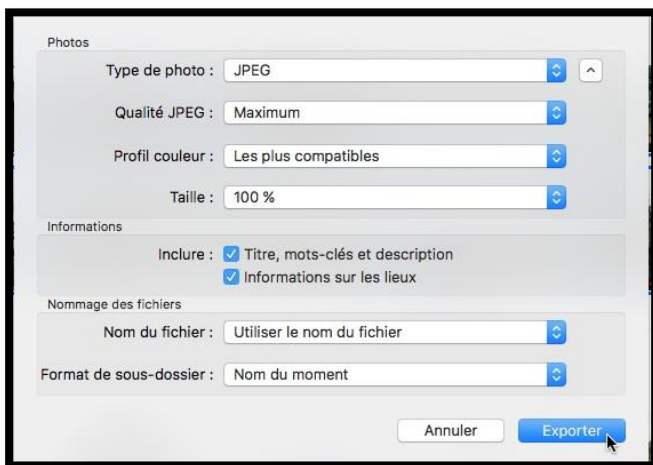 Photos
Type de photo : JPEG
Qualité JPEG : Maximum
Profil couleur : Les plus compatibles
Taille : 100 %
Informations
Inclure : Titre, mots-clés et description
Informations sur les lieux
Nommage des fichiers
Nom du fichier : Utiliser le nom du fichier
Format de sous-dossier : Nom du moment
Annuler Exporter